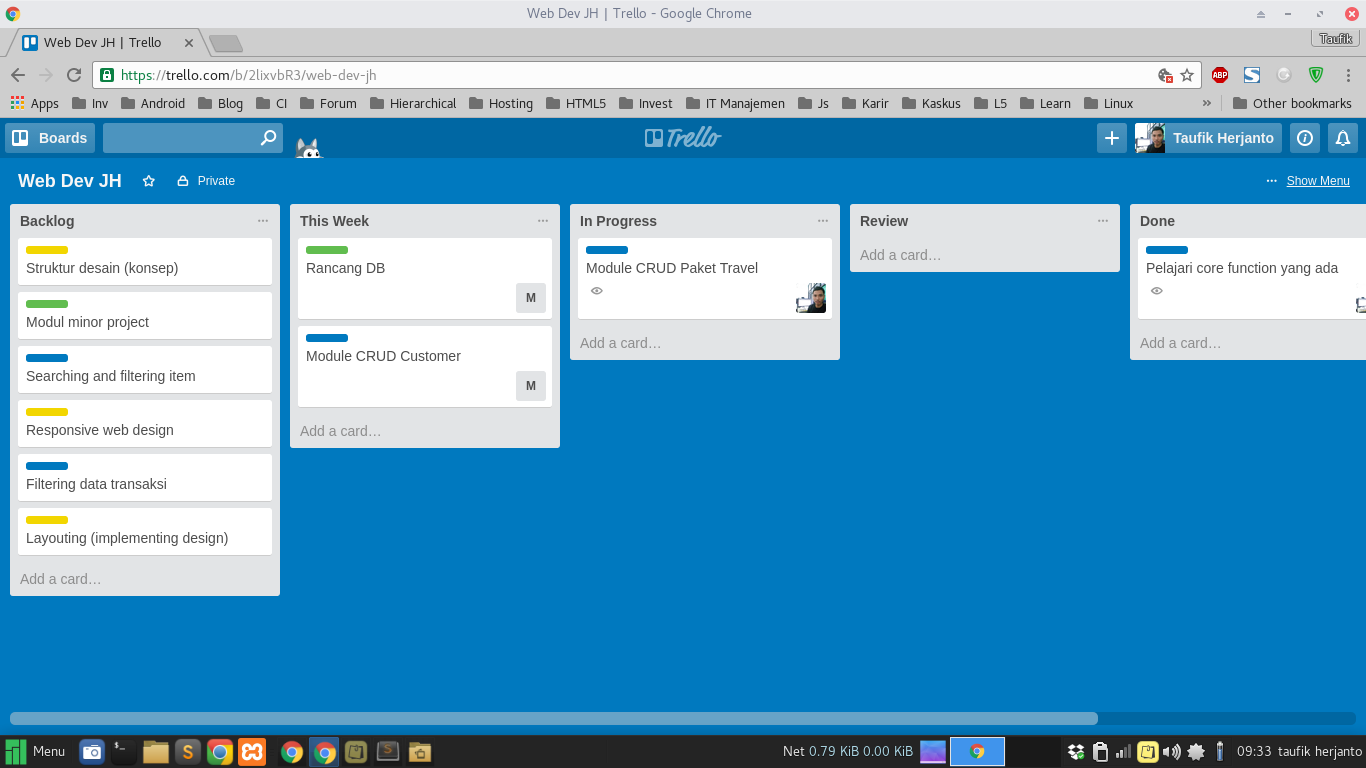 Web Dev JH | Trello - Google Chrome
Web Dev JH | Trello
Taufik
https://trello.com/b/2lixvbR3/web-dev-jh
ABP
S
Apps Inv Android Blog CI Forum Hierarchical Hosting HTML5 Invest IT Manajemen Js Karir Kaskus L5 Learn Linux » Other bookmarks
Boards
Trello
Taufik Herjanto
Web Dev JH
Private
··· Show Menu
Backlog
Struktur desain (konsep)
Modul minor project
Searching and filtering item
Responsive web design
Filtering data transaksi
Layouting (implementing design)
Add a card…
This Week
Rancang DB
M
Module CRUD Customer
M
Add a card…
In Progress
Module CRUD Paket Travel
Add a card…
Review
Add a card…
Done
Pelajari core function yang ada
Add a card…
Menu
Net 0.79 KiB 0.00 KiB
09:33 taufik herjanto